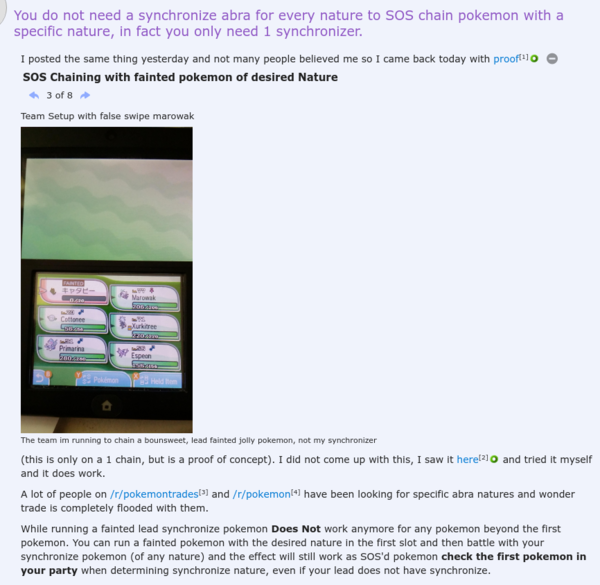 You do not need a synchronize abra for every nature to SOS chain pokemon with a
specific nature, in fact you only need 1 synchronizer.
I posted the same thing yesterday and not many people believed me so I came back today with proof[1]
SOS Chaining with fainted pokemon of desired Nature
3 of 8
Team Setup with false swipe marowak
FAINTED
キャタピー
Marowak
Cottonee
Xurkitree
Primarina
Espeon
Pokémon
Held Item
The team im running to chain a bounsweet, lead fainted jolly pokemon, not my synchronizer
(this is only on a 1 chain, but is a proof of concept). I did not come up with this, I saw it here[2] and tried it myself
and it does work.
A lot of people on /r/pokemontrades[3] and /r/pokemon[4] have been looking for specific abra natures and wonder
trade is completely flooded with them.
While running a fainted lead synchronize pokemon Does Not work anymore for any pokemon beyond the first
pokemon. You can run a fainted pokemon with the desired nature in the first slot and then battle with your
synchronize pokemon (of any nature) and the effect will still work as SOS'd pokemon check the first pokemon in
your party when determining synchronize nature, even if your lead does not have synchronize.